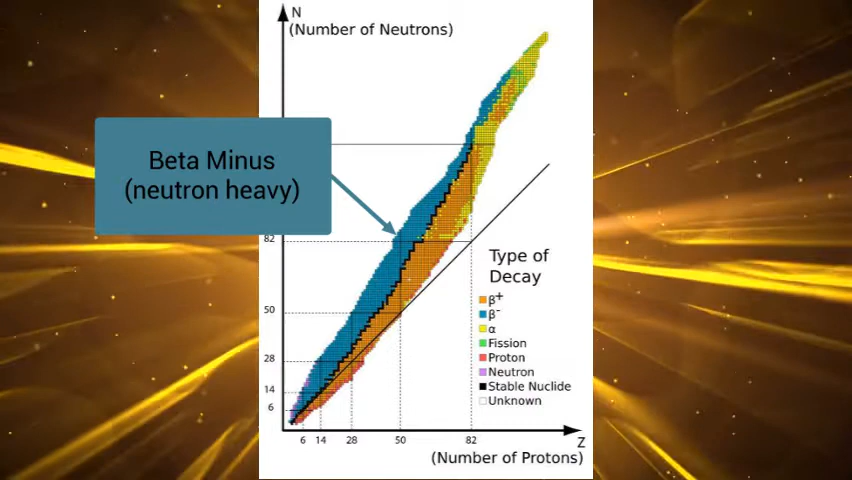 N
(Number of Neutrons)
Beta Minus
(neutron heavy)
82
50
28
14
6
Type of
Decay
β+
β-
α
Fission
Proton
Neutron
Stable Nuclide
Unknown
6 14 28 50 82
Z
(Number of Protons)